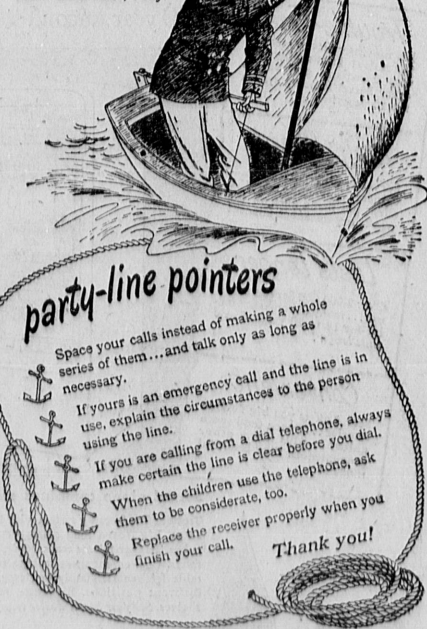 party-line pointers
Space your calls instead of making a whole
series of them...and talk only as long as
necessary.
If yours is an emergency call and the line is in
use, explain the circumstances to the person
using the line.
If you are calling from a dial telephone, always
make certain the line is clear before you dial.
When the children use the telephone, ask
them to be considerate, too.
Replace the receiver properly when you
finish your call.
Thank you!